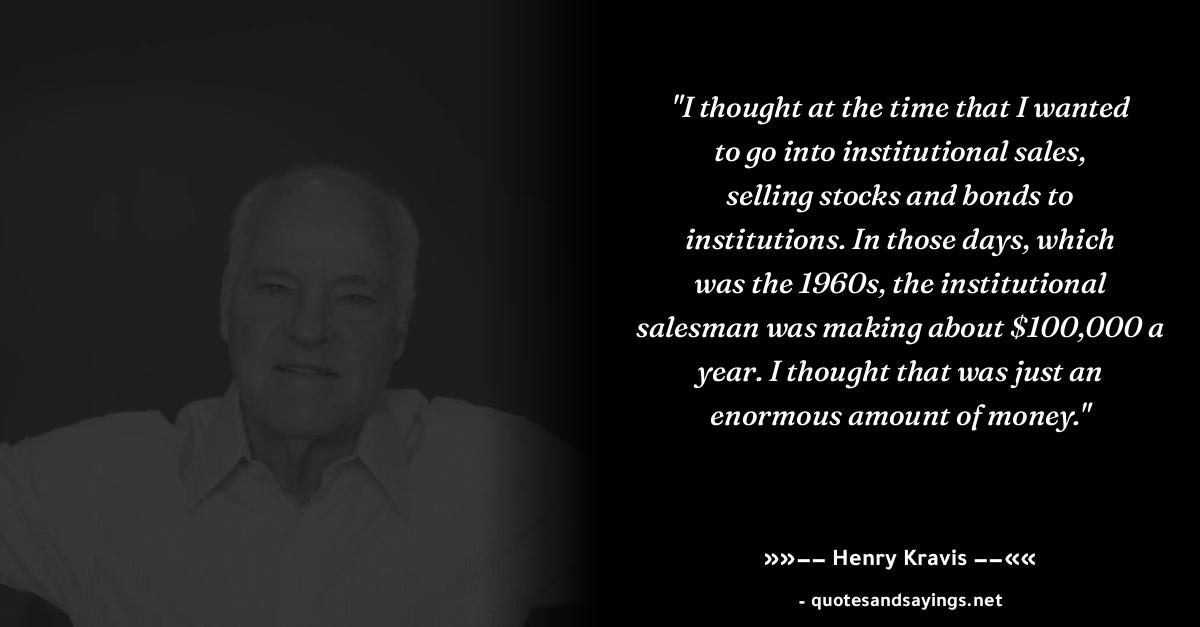 "I thought at the time that I wanted
to go into institutional sales,
selling stocks and bonds to
institutions. In those days, which
was the 1960s, the institutional
salesman was making about $100,000 a
year. I thought that was just an
enormous amount of money."
»»—— Henry Kravis ——««
- quotesandsayings.net